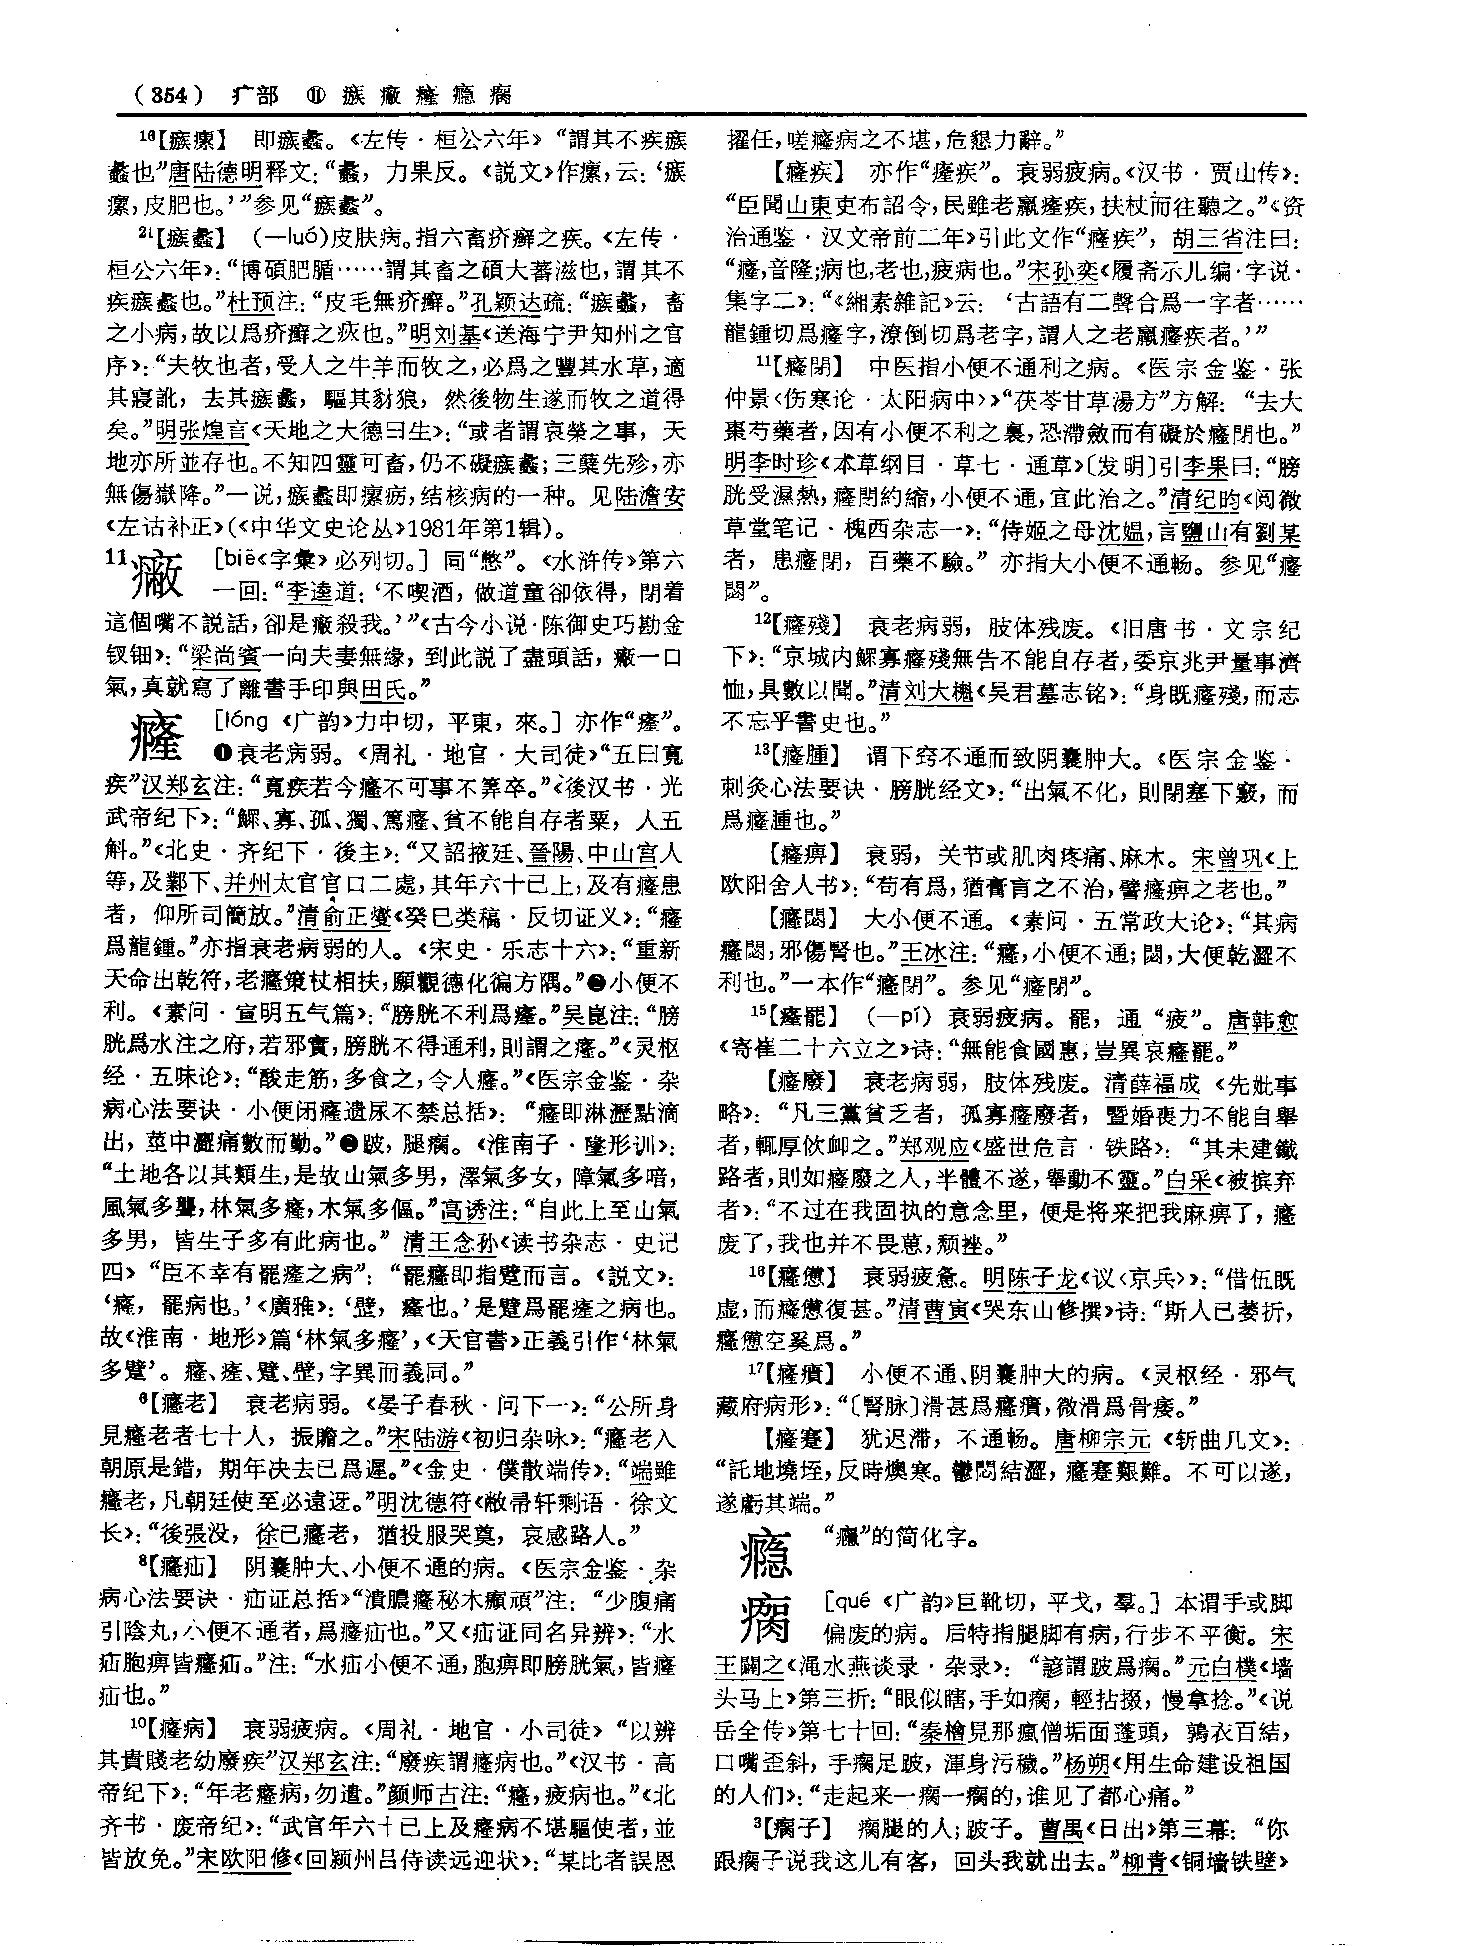 (354) 疒部 ⑪ 瘯 𤺓 癃 瘾 瘸
¹⁶【瘯瘰】 即瘯蠡。《左传·桓公六年》“謂其不疾瘯
蠡也”唐陆德明释文:“蠡，力果反。《説文》作瘰,云:‘瘯
瘰,皮肥也。’”参见“瘯蠡”。
²¹【瘯蠡】 (—luó)皮肤病。指六畜疥癣之疾。《左传·
桓公六年》:“博碩肥腯……謂其畜之碩大蕃滋也,謂其不
疾瘯蠡也。”杜预注:“皮毛無疥癬。”孔颖达疏:“瘯蠡，畜
之小病,故以爲疥癬之疾也。”明刘基《送海宁尹知州之官
序》:“夫牧也者,受人之牛羊而牧之,必爲之豐其水草,適
其寢訛，去其瘯蠡，驅其豺狼，然後物生遂而牧之道得
矣。”明张煌言《天地之大德曰生》:“或者謂哀榮之事，天
地亦所並存也。不知四靈可畜,仍不礙瘯蠡;三蘖先殄,亦
無傷嶽降。”一说,瘯蠡即瘰疬,结核病的一种。见陆澹安
《左诂补正》(《中华文史论丛》1981年第1辑)。
11 𤺓 [biē《字彙》必列切。] 同“憋”。《水浒传》第六
一回:“李逵道:‘不喫酒，做道童卻依得，閉着
這個嘴不説話,卻是𤺓殺我。’”《古今小说·陈御史巧勘金
钗钿》:“梁尚賓一向夫妻無緣，到此説了盡頭話，𤺓一口
氣,真就寫了離書手印與田氏。”
癃 [lóng 《广韵》力中切，平東，來。] 亦作“𤸇”。
❶衰老病弱。《周礼·地官·大司徒》“五曰寬
疾”汉郑玄注:“寬疾若今癃不可事不筭卒。”《後汉书·光
武帝纪下》:“鰥、寡、孤、獨、篤癃、貧不能自存者粟，人五
斛。”《北史·齐纪下·後主》:“又詔掖廷、晉陽、中山宫人
等,及鄴下、并州太官官口二處,其年六十已上,及有癃患
者，仰所司簡放。”清俞正燮《癸巳类稿·反切证义》:“癃
爲龍鍾。”亦指衰老病弱的人。《宋史·乐志十六》:“重新
天命出乾符,老癃策杖相扶,願觀德化徧方隅。”❷小便不
利。《素问·宣明五气篇》:“膀胱不利爲癃。”吴崑注:“膀
胱爲水注之府,若邪實,膀胱不得通利,則謂之癃。”《灵枢
经·五味论》:“酸走筋,多食之,令人癃。”《医宗金鉴·杂
病心法要诀·小便闭癃遗尿不禁总括》:“癃即淋瀝點滴
出，莖中澀痛數而勤。”❸跛，腿瘸。《淮南子·墬形训》:
“土地各以其類生,是故山氣多男，澤氣多女，障氣多喑,
風氣多聾,林氣多癃,木氣多傴。”高诱注:“自此上至山氣
多男，皆生子多有此病也。”清王念孙《读书杂志·史记
四》“臣不幸有罷癃之病”:“罷癃即指躄而言。《説文》:
‘癃，罷病也。’《廣雅》:‘躄，癃也。’是躄爲罷癃之病也。
故《淮南·地形》篇‘林氣多癃’,《天官書》正義引作‘林氣
多躄’。癃、𤸇、躄、躃,字異而義同。”
⁶【癃老】 衰老病弱。《晏子春秋·问下一》:“公所身
見癃老者七十人，振贍之。”宋陆游《初归杂咏》:“癃老入
朝原是錯，期年决去已爲遲。”《金史·僕散端传》:“端雖
癃老,凡朝廷使至必遠迓。”明沈德符《敝帚轩剩语·徐文
长》:“後張没，徐已癃老，猶投服哭奠，哀感路人。”
⁸【癃疝】 阴囊肿大、小便不通的病。《医宗金鉴·杂
病心法要诀·疝证总括》“潰膿癃秘木癩頑”注:“少腹痛
引陰丸,小便不通者,爲癃疝也。”又《疝证同名异辨》:“水
疝胞痹皆癃疝。”注:“水疝小便不通,胞痹即膀胱氣,皆癃
疝也。”
¹⁰【癃病】 衰弱疲病。《周礼·地官·小司徒》“以辨
其貴賤老幼廢疾”汉郑玄注:“廢疾謂癃病也。”《汉书·高
帝纪下》:“年老癃病,勿遣。”颜师古注:“癃,疲病也。”《北
齐书·废帝纪》:“武官年六十已上及癃病不堪驅使者,並
皆放免。”宋欧阳修《回颍州吕侍读远迎状》:“某比者誤恩
擢任,嗟癃病之不堪,危懇力辭。”
【癃疾】 亦作“𤸇疾”。衰弱疲病。《汉书·贾山传》:
“臣聞山東吏布詔令,民雖老羸癃疾,扶杖而往聽之。”《资
治通鉴·汉文帝前二年》引此文作“癃疾”，胡三省注曰:
“癃,音隆;病也,老也,疲病也。”宋孙奕《履斋示儿编·字说·
集字二》:“《緗素雜記》云:‘古語有二聲合爲一字者……
龍鍾切爲癃字,潦倒切爲老字,謂人之老羸癃疾者。’”
¹¹【癃閉】 中医指小便不通利之病。《医宗金鉴·张
仲景〈伤寒论·太阳病中〉》“茯苓甘草湯方”方解:“去大
棗芍藥者,因有小便不利之裏,恐滯斂而有礙於癃閉也。”
明李时珍《本草纲目·草七·通草》〔发明〕引李杲曰:“膀
胱受濕熱,癃閉約縮,小便不通,宜此治之。”清纪昀《阅微
草堂笔记·槐西杂志一》:“侍姬之母沈媼,言鹽山有劉某
者，患癃閉，百藥不驗。”亦指大小便不通畅。参见“癃
閟”。
¹²【癃殘】 衰老病弱，肢体残废。《旧唐书·文宗纪
下》:“京城内鰥寡癃殘無告不能自存者,委京兆尹量事濟
恤,具數以聞。”清刘大櫆《吴君墓志铭》:“身既癃殘,而志
不忘乎書史也。”
¹³【癃腫】 谓下窍不通而致阴囊肿大。《医宗金鉴·
刺灸心法要诀·膀胱经文》:“出氣不化，則閉塞下竅，而
爲癃腫也。”
【癃痹】 衰弱，关节或肌肉疼痛、麻木。宋曾巩《上
欧阳舍人书》:“苟有爲,猶膏肓之不治,譬癃痹之老也。”
【癃閟】 大小便不通。《素问·五常政大论》:“其病
癃閟,邪傷腎也。”王冰注:“癃,小便不通;閟,大便乾澀不
利也。”一本作“癃閉”。参见“癃閉”。
¹⁵【癃罷】 (—pí) 衰弱疲病。罷，通“疲”。唐韩愈
《寄崔二十六立之》诗:“無能食國惠,豈異哀癃罷。”
【癃廢】 衰老病弱，肢体残废。清薛福成《先妣事
略》:“凡三黨貧乏者，孤寡癃廢者，暨婚喪力不能自舉
者,輒厚佽卹之。”郑观应《盛世危言·铁路》:“其未建鐵
路者,則如癃廢之人,半體不遂,舉動不靈。”白采《被摈弃
者》:“不过在我固执的意念里，便是将来把我麻痹了，癃
废了,我也并不畏葸,颓挫。”
¹⁶【癃憊】 衰弱疲惫。明陈子龙《议〈京兵〉》:“借伍既
虚,而癃憊復甚。”清曹寅《哭东山修撰》诗:“斯人已萎折，
癃憊空奚爲。”
¹⁷【癃㿉】 小便不通、阴囊肿大的病。《灵枢经·邪气
藏府病形》:“〔腎脉〕滑甚爲癃㿉,微滑爲骨痿。”
【癃蹇】 犹迟滞，不通畅。唐柳宗元《斩曲几文》:
“託地墝垤,反時燠寒。鬱悶結澀，癃蹇艱難。不可以遂，
遂虧其端。”
瘾 “癮”的简化字。
瘸 [qué 《广韵》巨靴切，平戈，羣。] 本谓手或脚
偏废的病。后特指腿脚有病,行步不平衡。宋
王闢之《渑水燕谈录·杂录》:“諺謂跛爲瘸。”元白樸《墙
头马上》第三折:“眼似瞎,手如瘸，輕拈掇，慢拿捻。”《说
岳全传》第七十回:“秦檜見那瘋僧垢面蓬頭，鶉衣百結，
口嘴歪斜，手瘸足跛，渾身污穢。”杨朔《用生命建设祖国
的人们》:“走起来一瘸一瘸的,谁见了都心痛。”
³【瘸子】 瘸腿的人;跛子。曹禺《日出》第三幕:“你
跟瘸子说我这儿有客，回头我就出去。”柳青《铜墙铁壁》